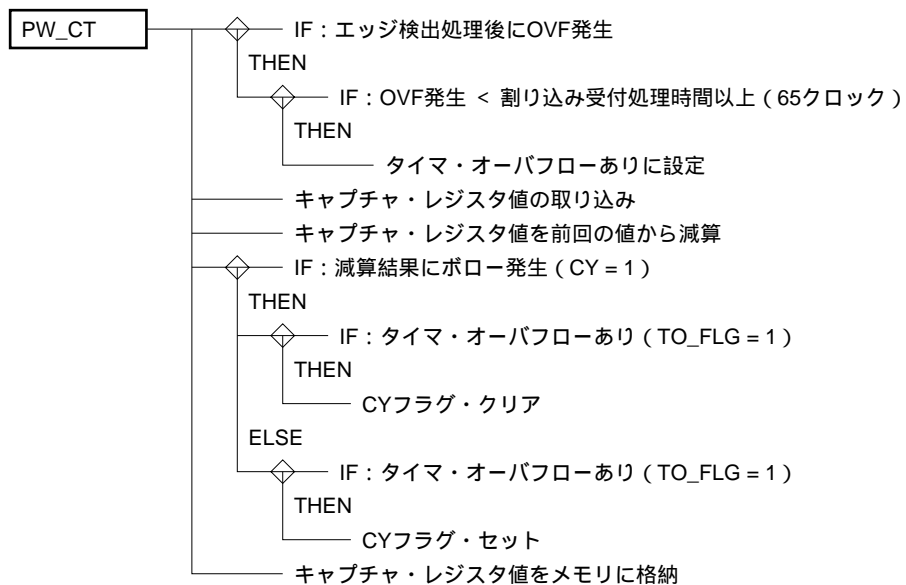 PW_CT
IF：エッジ検出処理後にOVF発生
THEN
IF：OVF発生 < 割り込み受付処理時間以上（65クロック）
THEN
タイマ・オーバフローありに設定
キャプチャ・レジスタ値の取り込み
キャプチャ・レジスタ値を前回の値から減算
IF：減算結果にボロー発生（CY = 1）
THEN
IF：タイマ・オーバフローあり（TO_FLG = 1）
THEN
CYフラグ・クリア
ELSE
IF：タイマ・オーバフローあり（TO_FLG = 1）
THEN
CYフラグ・セット
キャプチャ・レジスタ値をメモリに格納